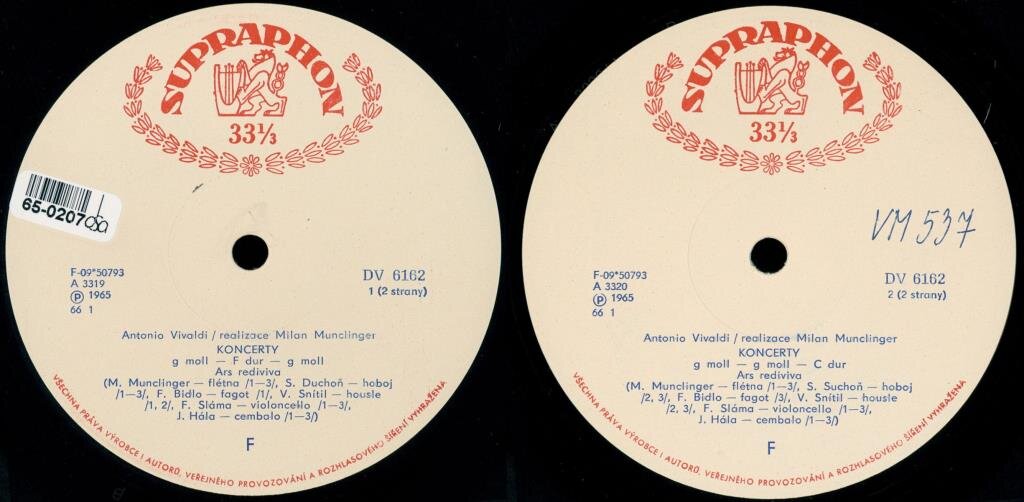 SUPRAPHON
33⅓
65-0207
F-09*50793
A 3319
Ⓟ 1965
66 1
DV 6162
1 (2 strany)
Antonio Vivaldi / realizace Milan Munclinger
KONCERTY
g moll — F dur — g moll
Ars rediviva
(M. Munclinger — flétna /1—3/, S. Duchoň — hoboj
/1—3/, F. Bidlo — fagot /1/, V. Snítil — housle
/1, 2/, F. Sláma — violoncello /1—3/,
J. Hála — cembalo /1—3/)
F
VŠECHNA PRÁVA VÝROBCE I AUTORŮ, VEŘEJNÉHO PROVOZOVÁNÍ A ROZHLASOVÉHO ŠÍŘENÍ VYHRAŽENA
SUPRAPHON
33⅓
VM 537
F-09*50793
A 3320
Ⓟ 1965
66 1
DV 6162
2 (2 strany)
Antonio Vivaldi / realizace Milan Munclinger
KONCERTY
g moll — g moll — C dur
Ars rediviva
(M. Munclinger — flétna /1—3/, S. Suchoň — hoboj
/2, 3/, F. Bidlo — fagot /3/, V. Snítil — housle
/2, 3/, F. Sláma — violoncello /1—3/,
J. Hála — cembalo /1—3/)
F
VŠECHNA PRÁVA VÝROBCE I AUTORŮ, VEŘEJNÉHO PROVOZOVÁNÍ A ROZHLASOVÉHO ŠÍŘENÍ VYHRAŽENA